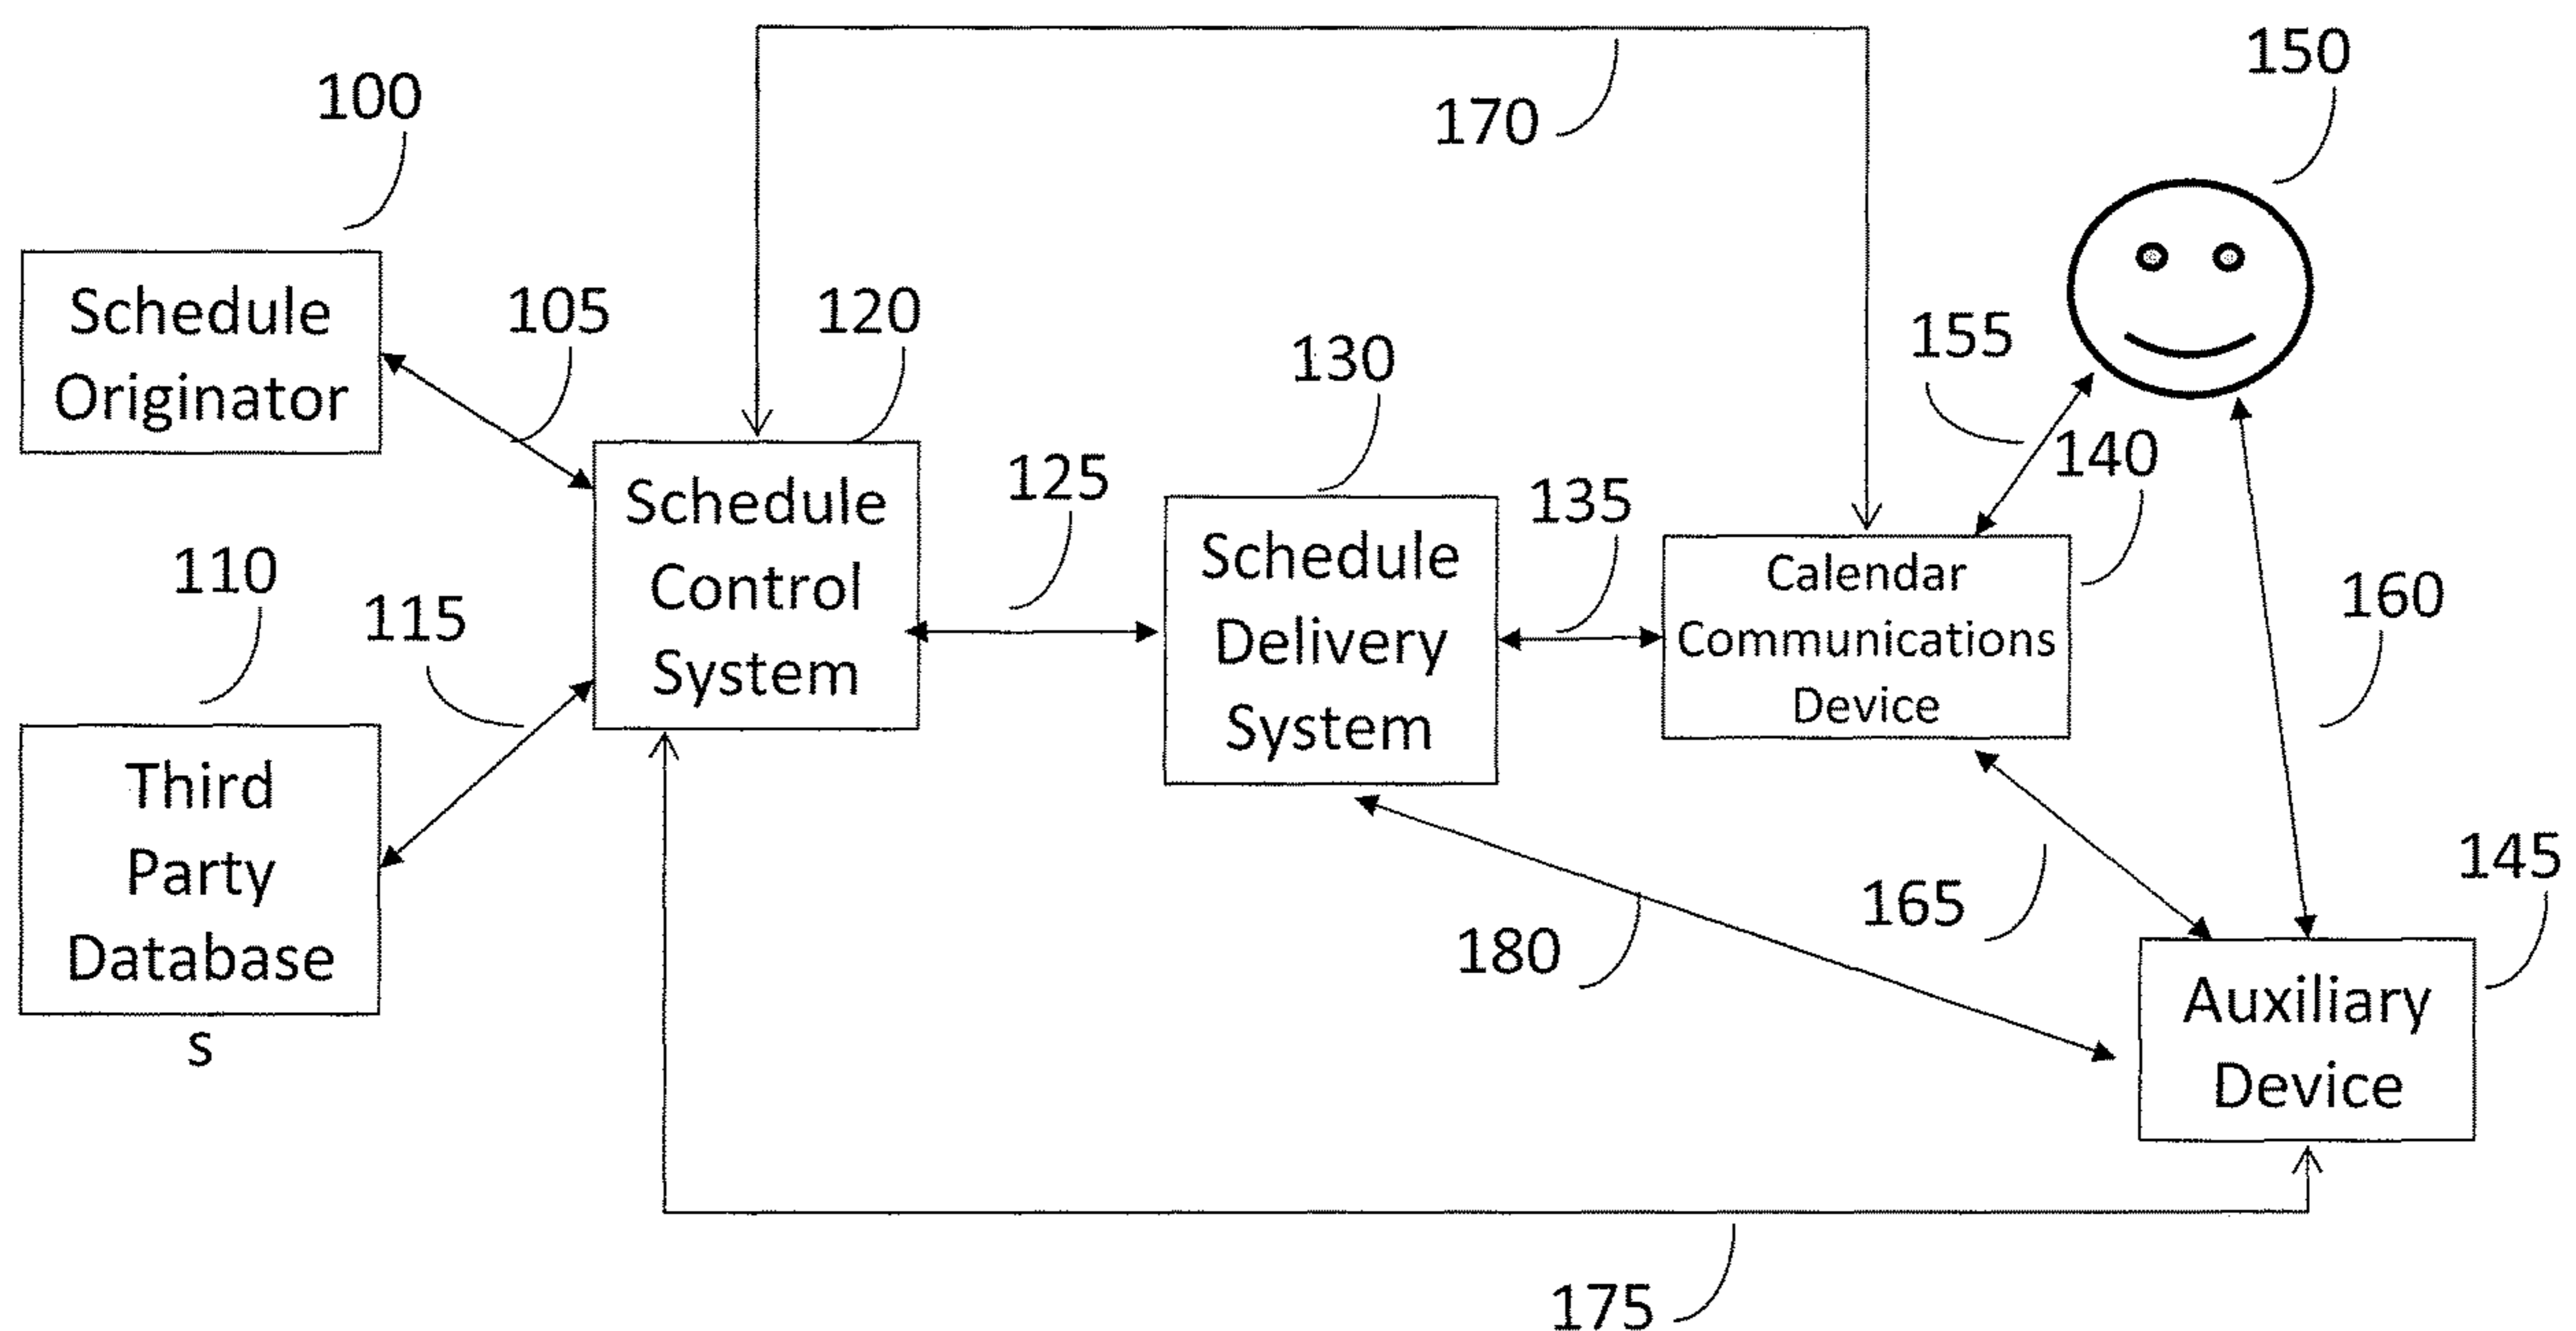 150
100
170
Schedule
Originator
105
120
155
130
140
Schedule
Control
System
125
Schedule
Delivery
System
135
Calendar
Communications
Device
160
110
115
Third
Party
Database
s
180
165
145
Auxiliary
Device
175